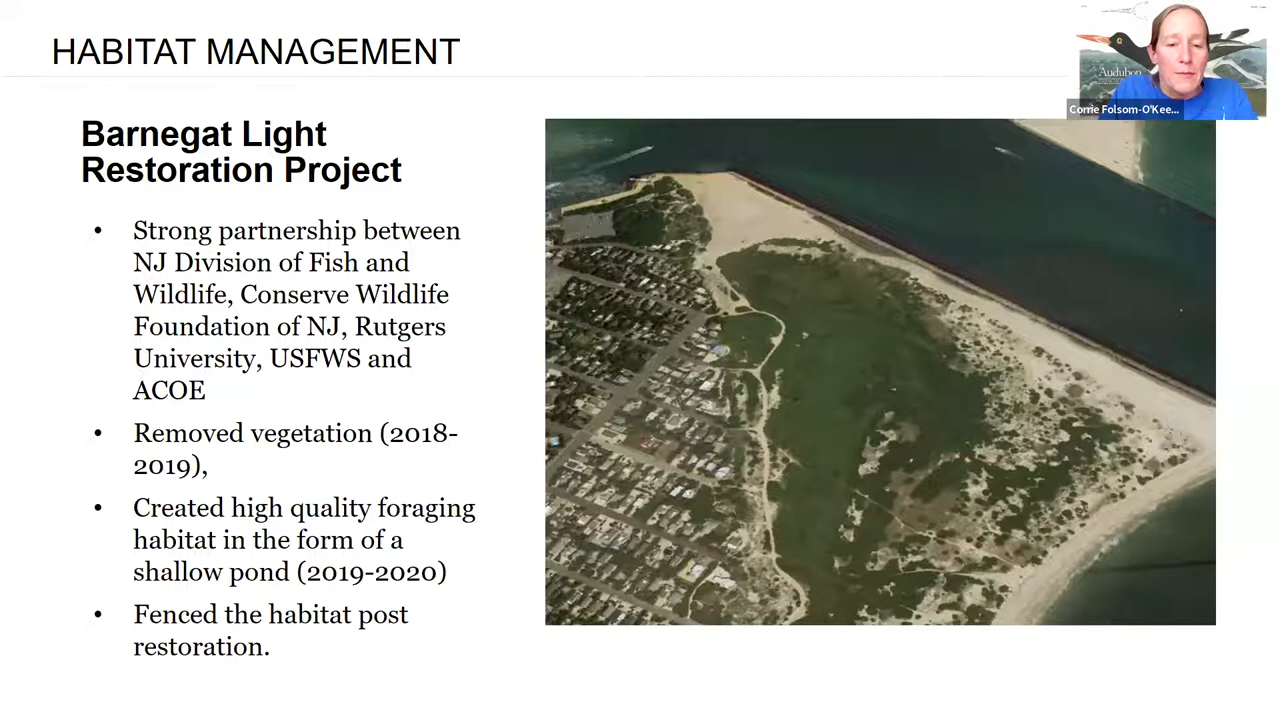 HABITAT MANAGEMENT
Audubon
Corrie Folsom-O'Kee...
Barnegat Light
Restoration Project
• Strong partnership between
NJ Division of Fish and
Wildlife, Conserve Wildlife
Foundation of NJ, Rutgers
University, USFWS and
ACOE
• Removed vegetation (2018-
2019),
• Created high quality foraging
habitat in the form of a
shallow pond (2019-2020)
• Fenced the habitat post
restoration.